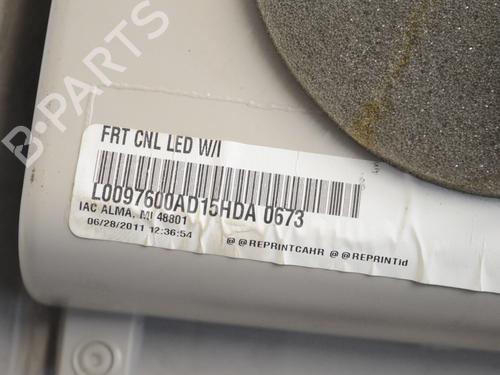 B-PARTS
FRT CNL LED W/I
L0097600AD15HDA 0673
IAC ALMA, MI 48801
06/28/2011 12:36:54
@ @REPRINTCAHR @ @REPRINTid